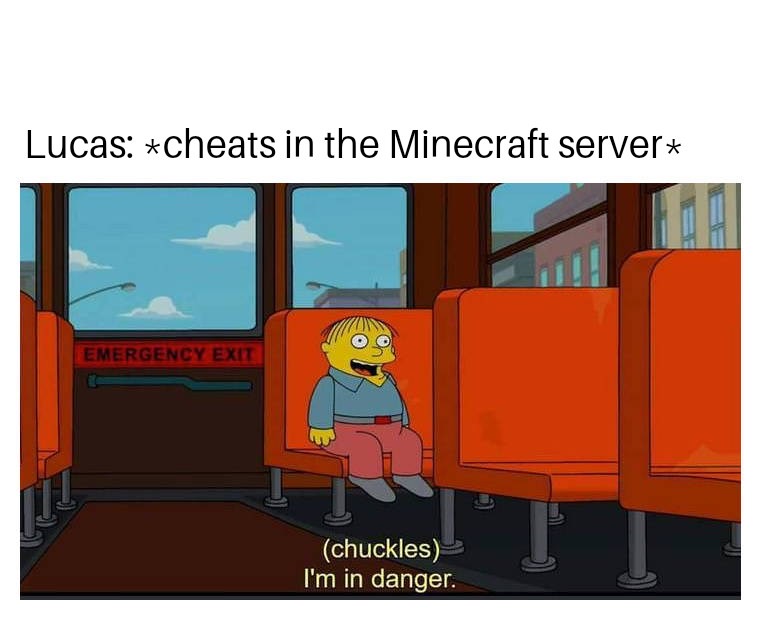 Lucas: *cheats in the Minecraft server*
EMERGENCY EXIT
(chuckles)
I'm in danger.